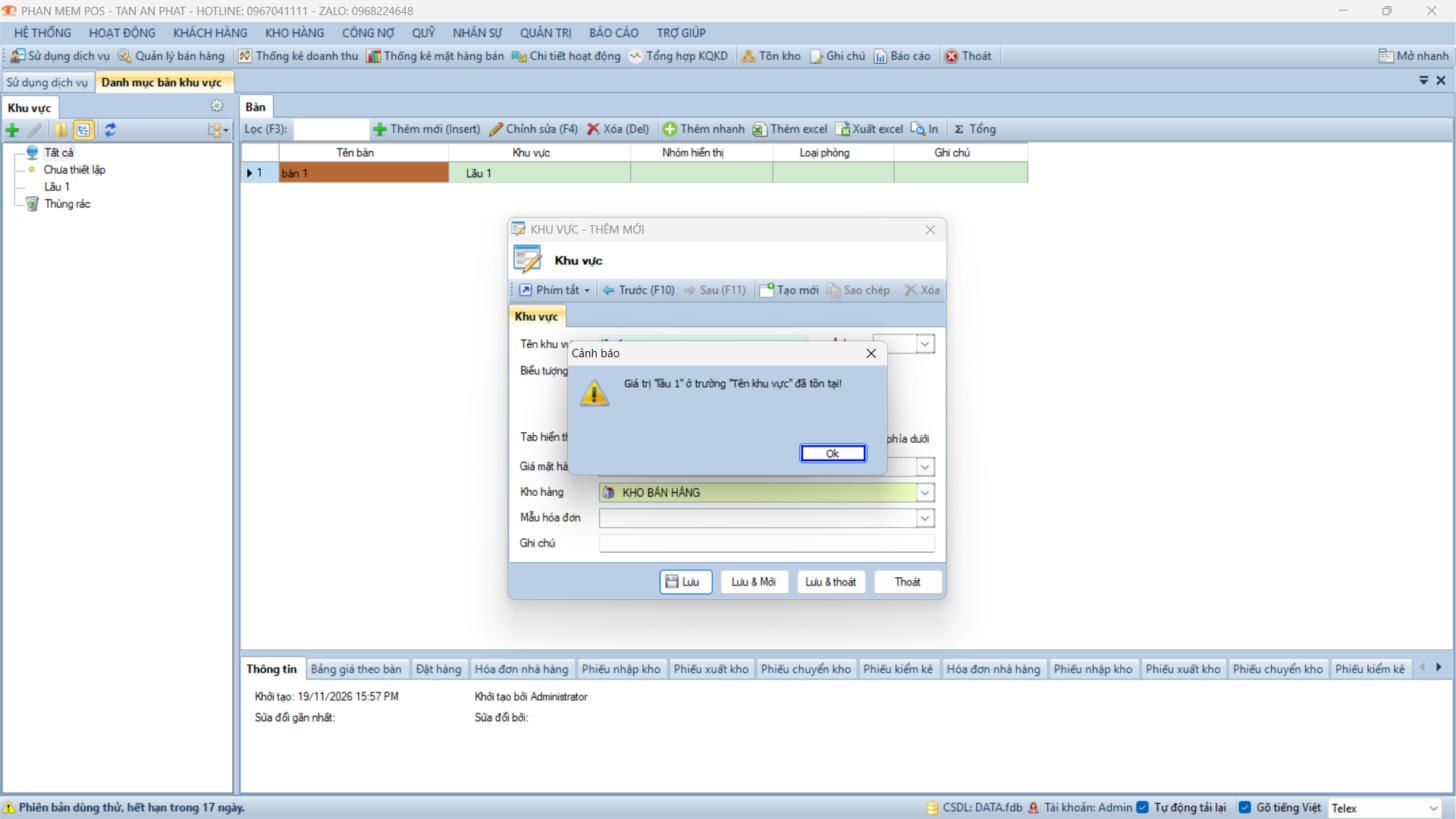 PHAN MEM POS - TAN AN PHAT - HOTLINE: 0967041111 - ZALO: 0968224648
HỆ THỐNG HOẠT ĐỘNG KHÁCH HÀNG KHO HÀNG CÔNG NỢ QUỸ NHÂN SỰ QUẢN TRỊ BÁO CÁO TRỢ GIÚP
Sử dụng dịch vụ Quản lý bán hàng Thống kê doanh thu Thống kê mặt hàng bán Chi tiết hoạt động Tổng hợp KQKD Tồn kho Ghi chú Báo cáo Thoát Mở nhanh
Sử dụng dịch vụ Danh mục bàn khu vực
Khu vực
Bàn
Lọc (F3): Thêm mới (Insert) Chỉnh sửa (F4) Xóa (Del) Thêm nhanh Thêm excel Xuất excel In Σ Tổng
Tất cả
Chưa thiết lập
Lầu 1
Thùng rác
Tên bàn Khu vực Nhóm hiển thị Loại phòng Ghi chú
1 bàn 1 Lầu 1
KHU VỰC - THÊM MỚI
Khu vực
Phím tắt Trước (F10) Sau (F11) Tạo mới Sao chép Xóa
Khu vực
Tên khu
Cảnh báo
Biểu tượng
Giá trị "lầu 1" ở trường "Tên khu vực" đã tồn tại!
Tab hiển
phía dưới
Ok
Giá mặt
Kho hàng KHO BÁN HÀNG
Mẫu hóa đơn
Ghi chú
Lưu Lưu & Mới Lưu & thoát Thoát
Thông tin Bảng giá theo bàn Đặt hàng Hóa đơn nhà hàng Phiếu nhập kho Phiếu xuất kho Phiếu chuyển kho Phiếu kiểm kê Hóa đơn nhà hàng Phiếu nhập kho Phiếu xuất kho Phiếu chuyển kho Phiếu kiểm kê
Khởi tạo: 19/11/2026 15:57 PM Khởi tạo bởi Administrator
Sửa đổi gần nhất: Sửa đổi bởi:
Phiên bản dùng thử, hết hạn trong 17 ngày. CSDL: DATA.fdb Tài khoản: Admin Tự động tải lại Gõ tiếng Việt Telex